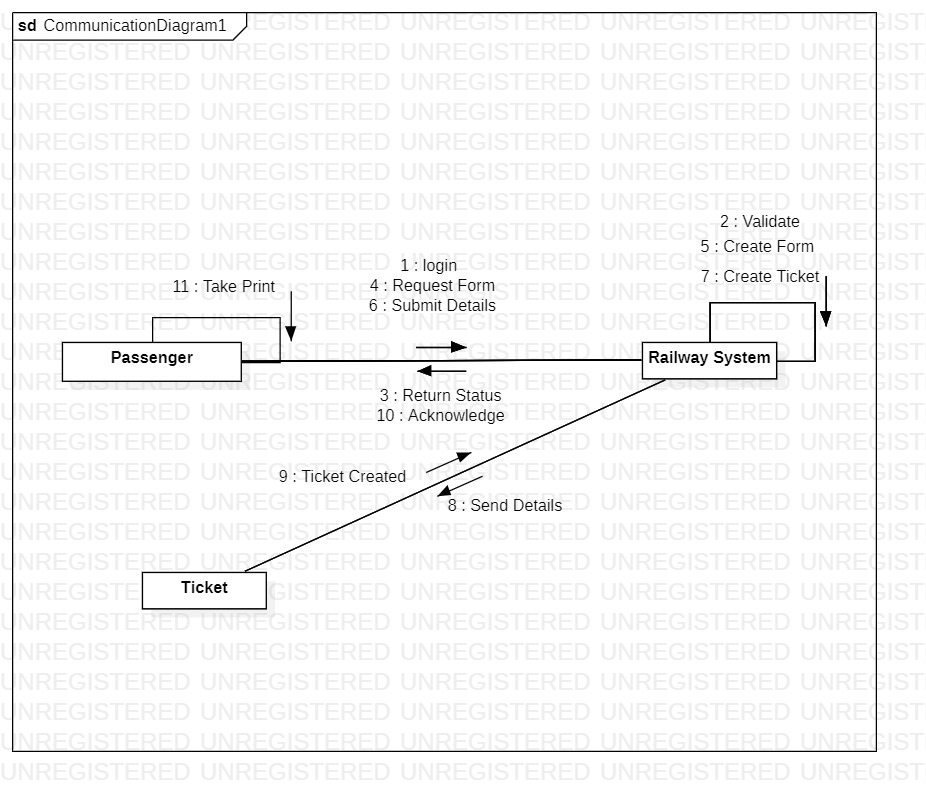 sd CommunicationDiagram1
2 : Validate
5 : Create Form
7 : Create Ticket
1 : login
4 : Request Form
6 : Submit Details
11 : Take Print
Passenger
Railway System
3 : Return Status
10 : Acknowledge
9 : Ticket Created
8 : Send Details
Ticket
UNREGISTERED UNREGISTERED UNREGISTERED UNREGISTERED UNREGISTERED